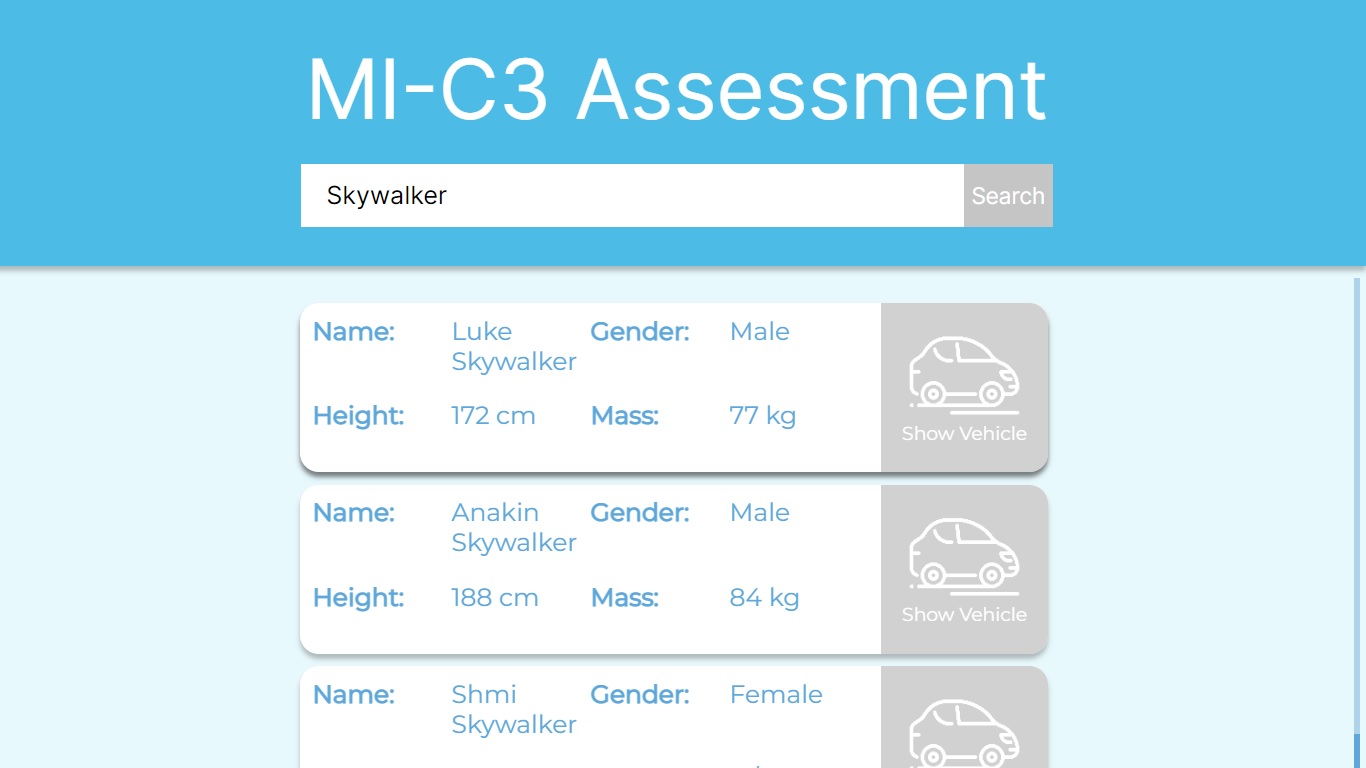 MI-C3 Assessment
Skywalker
Search
Name: Luke Gender: Male
Skywalker
Height: 172 cm Mass: 77 kg
Show Vehicle
Name: Anakin Gender: Male
Skywalker
Height: 188 cm Mass: 84 kg
Show Vehicle
Name: Shmi Gender: Female
Skywalker